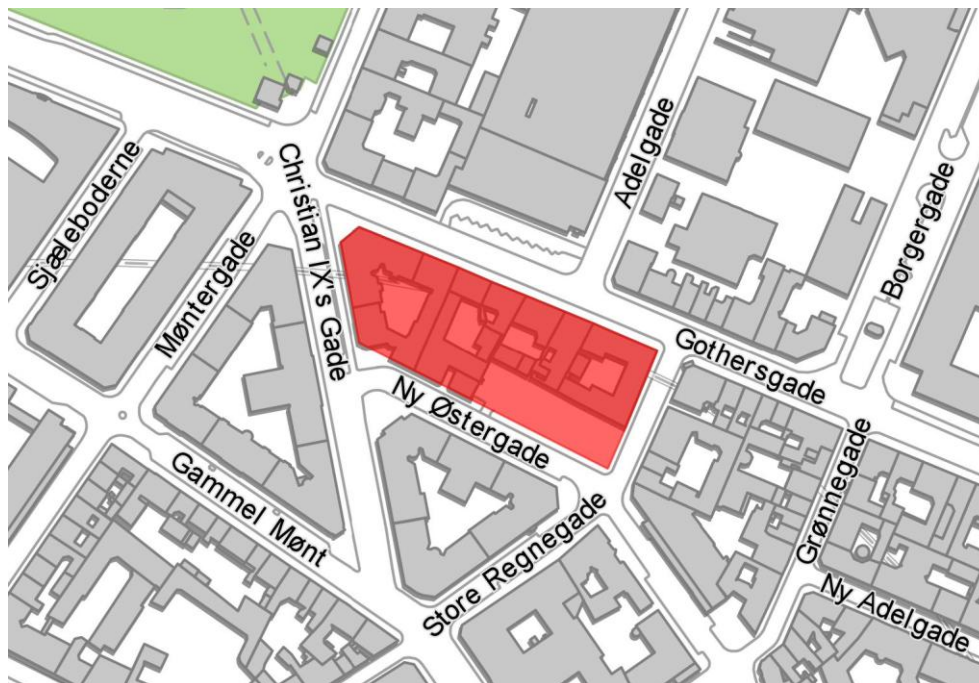 Sjæleboderne
Møntergade
Christian IX's Gade
Adelgade
Borgergade
Gothersgade
Ny Østergade
Gammel Mønt
Store Regnegade
Grønnegade
Ny Adelgade